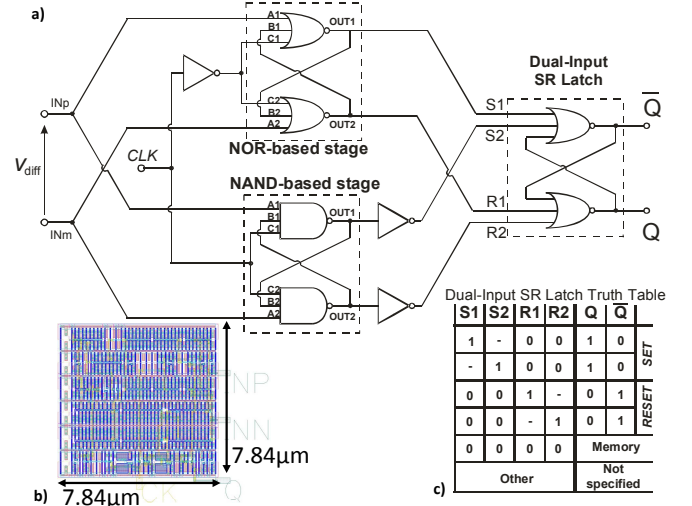 a)
A1
B1
C1
OUT1
C2
B2
A2
OUT2
NOR-based stage
INp
Vdiff
INm
CLK
NAND-based stage
A1
B1
C1
OUT1
C2
B2
A2
OUT2
Dual-Input
SR Latch
S1
S2
R1
R2
Q
Q
b)
7.84µm
7.84µm
NP
NN
CK
Q
Dual-Input SR Latch Truth Table
S1 S2 R1 R2 Q Q
1 - 0 0 1 0
- 1 0 0 1 0
SET
0 0 1 - 0 1
0 0 - 1 0 1
RESET
0 0 0 0 Memory
Other Not specified
c)